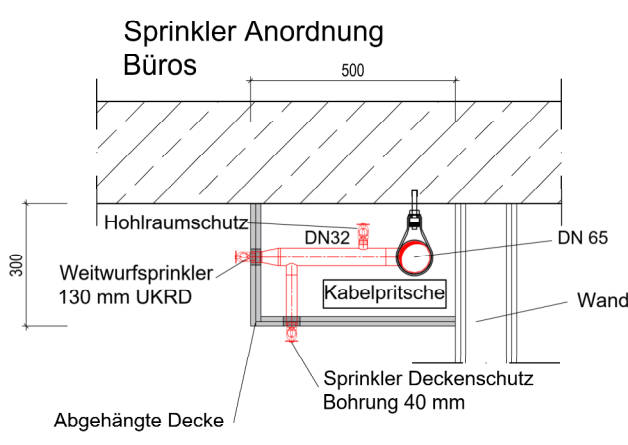 Sprinkler Anordnung
Büros
500
300
Hohlraumschutz
DN32
DN 65
Weitwurfsprinkler
130 mm UKRD
Kabelpritsche
Wand
Sprinkler Deckenschutz
Bohrung 40 mm
Abgehängte Decke